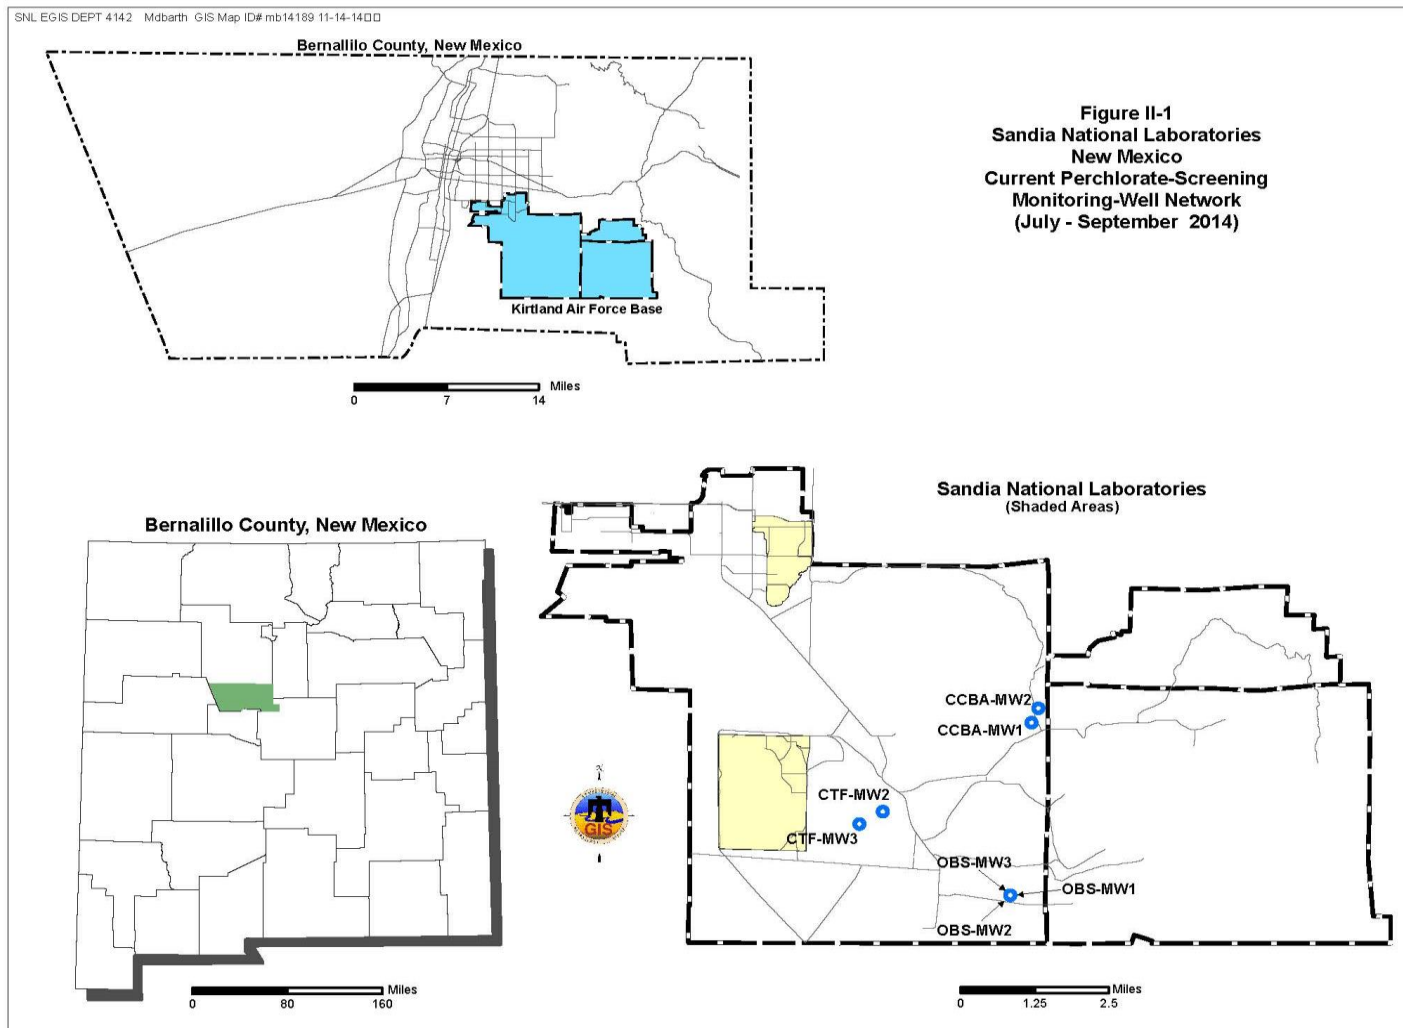 SNL EGIS DEPT 4142 Mdbarth GIS Map ID# mb14189 11-14-14□□
Bernallilo County, New Mexico
Figure II-1
Sandia National Laboratories
New Mexico
Current Perchlorate-Screening
Monitoring-Well Network
(July - September 2014)
Kirtland Air Force Base
Miles
0 7 14
Sandia National Laboratories
(Shaded Areas)
Bernalillo County, New Mexico
CCBA-MW2
CCBA-MW1
CTF-MW2
CTF-MW3
GIS
OBS-MW3
OBS-MW1
OBS-MW2
Miles
0 80 160
Miles
0 1.25 2.5